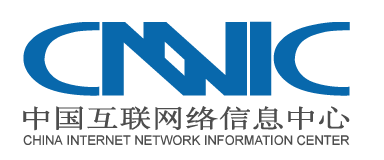 CNNIC
中国互联网络信息中心
CHINA INTERNET NETWORK INFORMATION CENTER